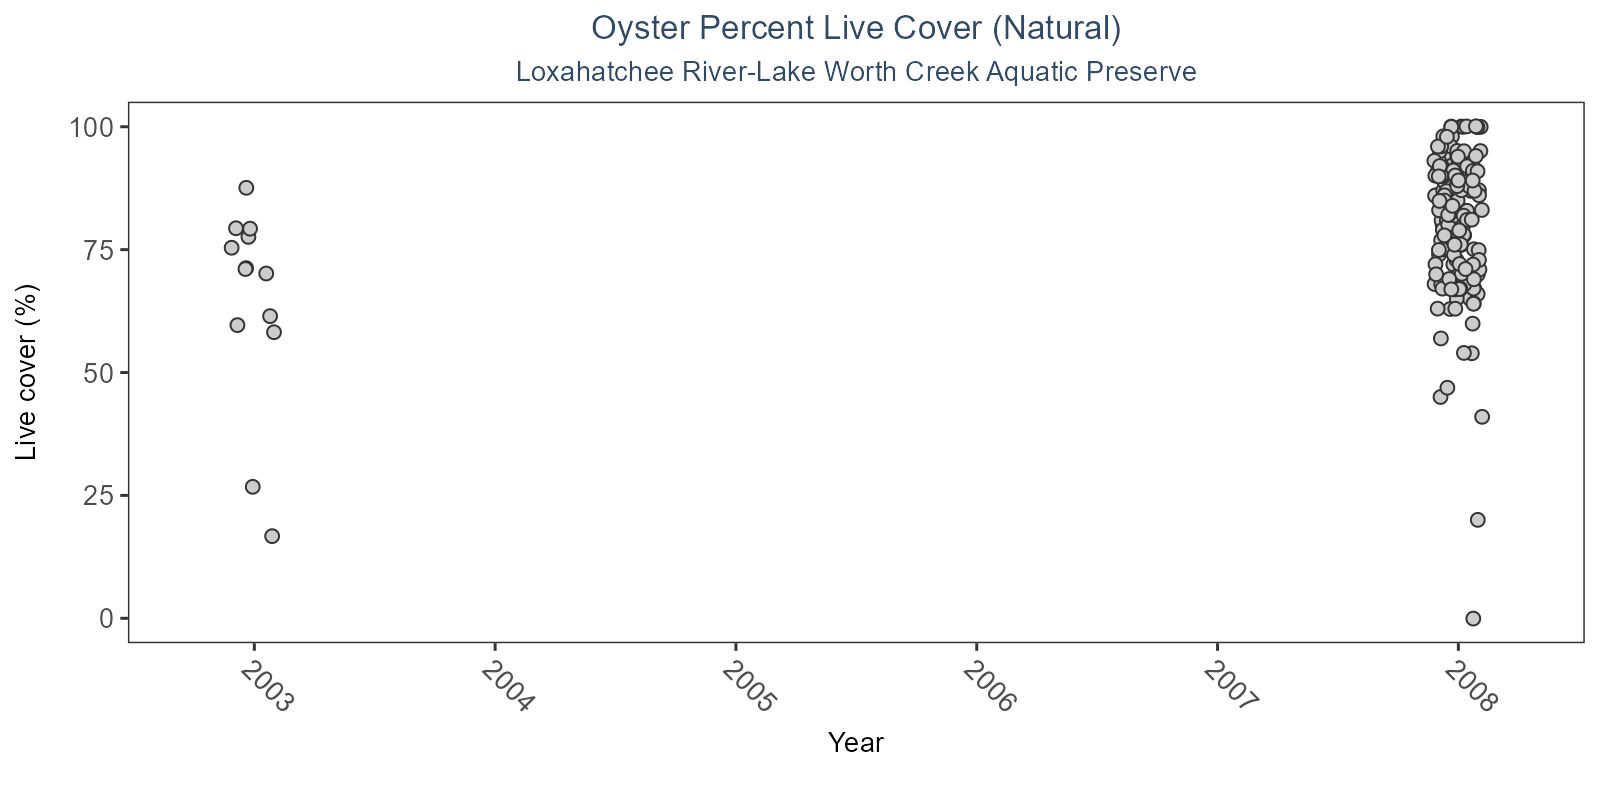 Oyster Percent Live Cover (Natural)
Loxahatchee River-Lake Worth Creek Aquatic Preserve
Live cover (%)
100
75
50
25
0
2003
2004
2005
2006
2007
2008
Year